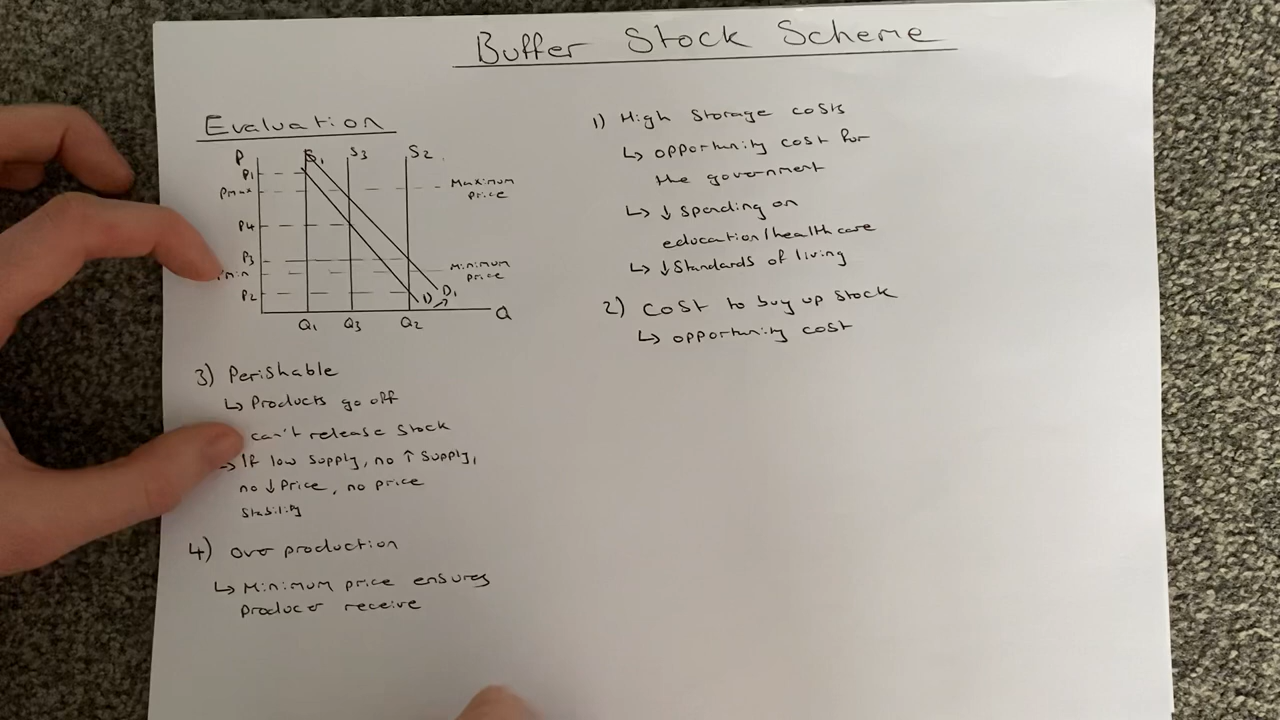 Buffer Stock Scheme
Evaluation
P
P1
Pmax
P4
P3
min
P2
S1
S3
S2
Maximum
price
Minimum
price
D
D1
Q1
Q3
Q2
Q
1) High storage costs
↳ opportunity cost for
the government
↳ ↓ spending on
education/healthcare
↳ ↓ Standards of living
2) Cost to buy up stock
↳ opportunity cost
3) Perishable
↳ Products go off
can't release stock
↳ If low supply, no ↑ supply,
no ↓ Price, no price
stability
4) Over production
↳ Minimum price ensures
producer receive